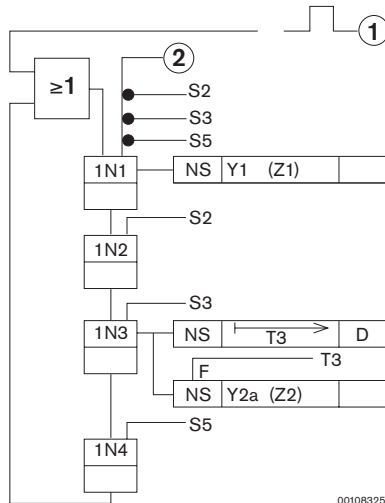 1
2
≥1
S2
S3
S5
1N1
NS Y1 (Z1)
S2
1N2
S3
1N3
NS T3 D
T3
F
NS Y2a (Z2)
S5
1N4
00108325